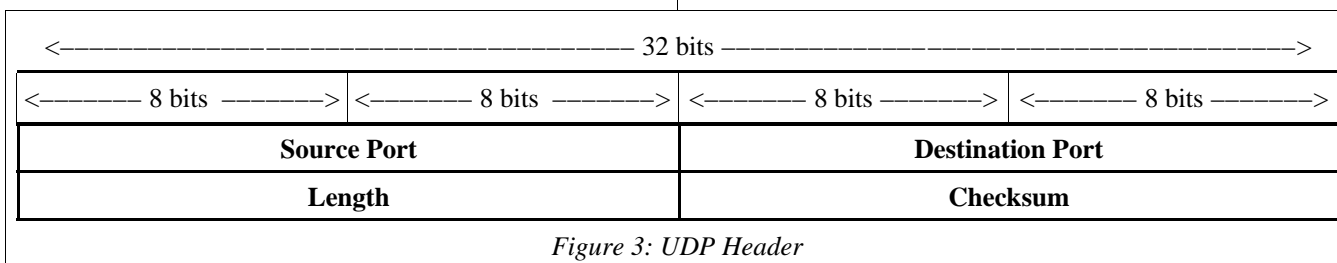 <–––––––––––––––––––––––––––––––––––––– 32 bits ––––––––––––––––––––––––––––––––––––––>
<––––––– 8 bits –––––––> <––––––– 8 bits –––––––> <––––––– 8 bits –––––––> <––––––– 8 bits –––––––>
Source Port Destination Port
Length Checksum
Figure 3: UDP Header